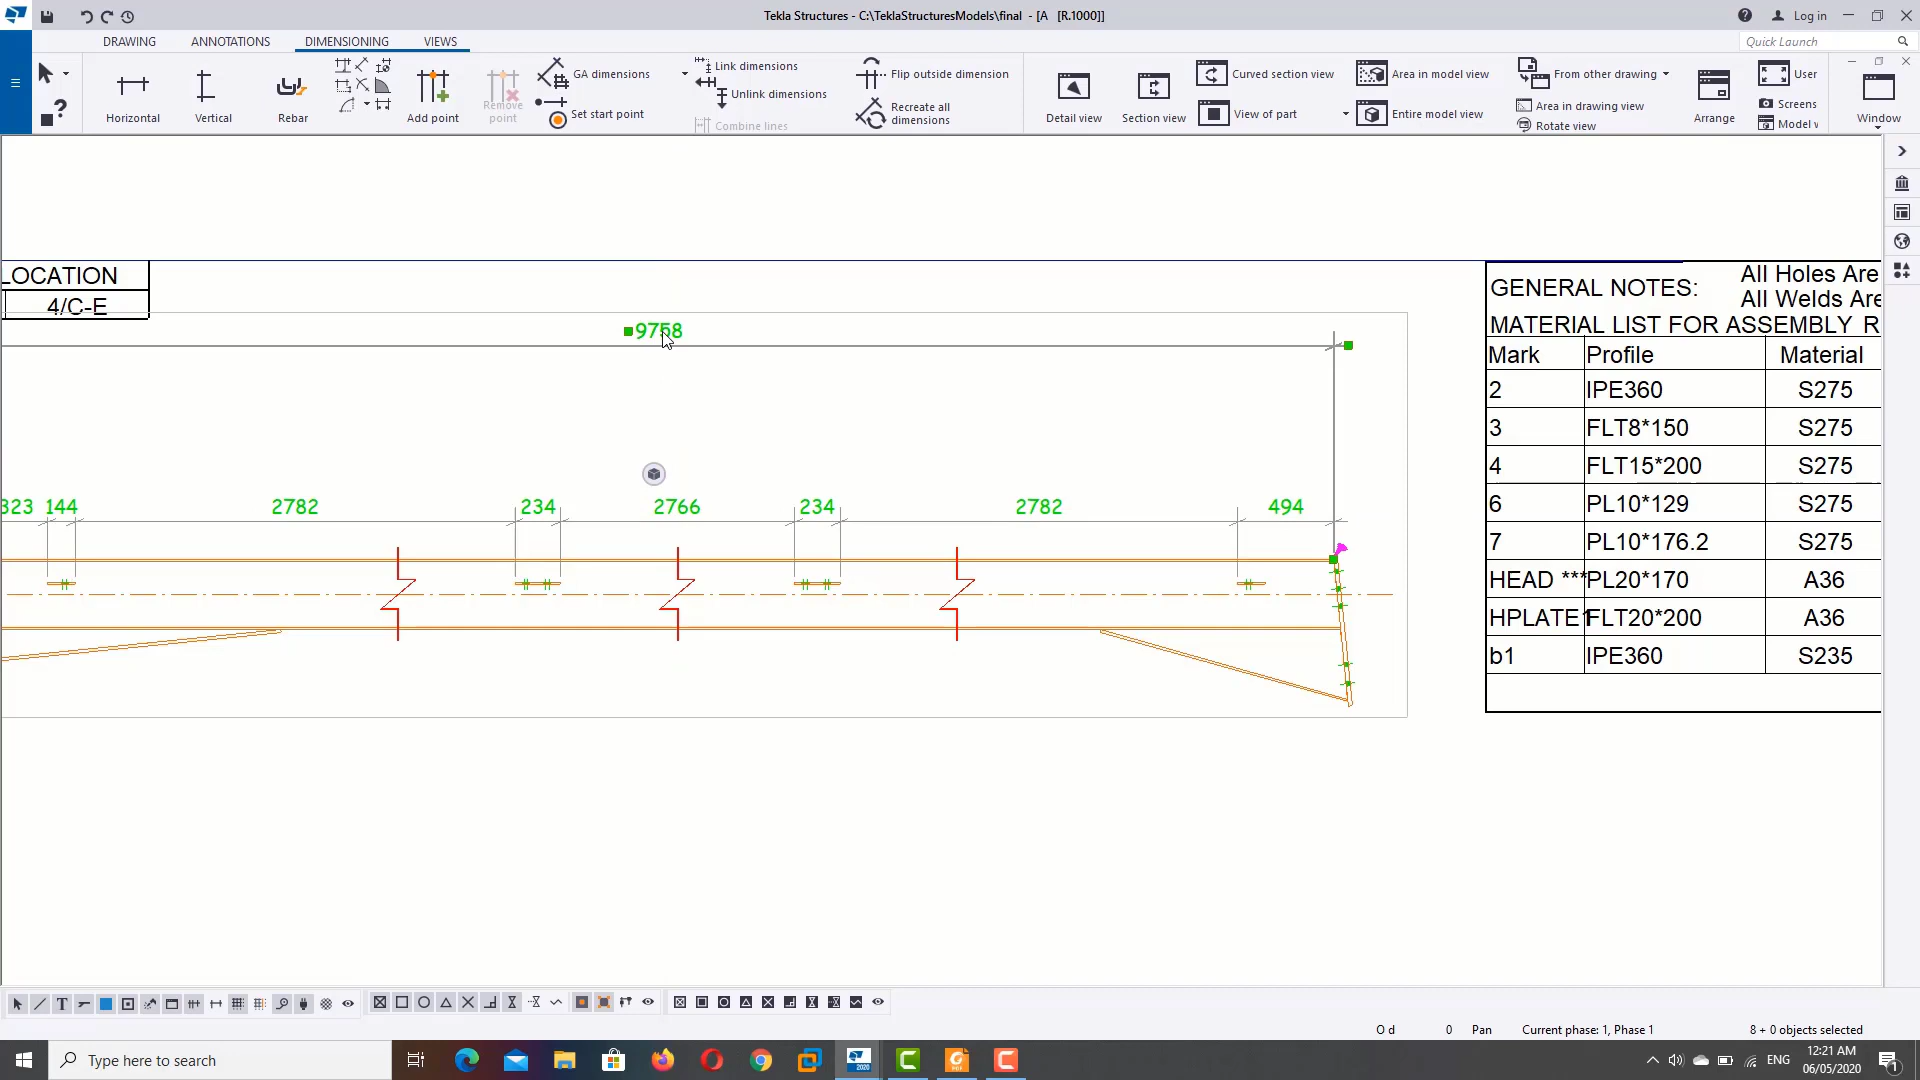 Tekla Structures - C:\TeklaStructuresModels\final - [A [R.1000]]
Log in
DRAWING ANNOTATIONS DIMENSIONING VIEWS
Quick Launch
Horizontal
Vertical
Rebar
Add point
Remove point
GA dimensions
Set start point
Link dimensions
Unlink dimensions
Combine lines
Flip outside dimension
Recreate all dimensions
Detail view
Section view
Curved section view
View of part
Area in model view
Entire model view
From other drawing
Area in drawing view
Rotate view
Arrange
User
Screens
Model v
Window
LOCATION
4/C-E
9758
323 144 2782 234 2766 234 2782 494
GENERAL NOTES: All Holes Are
All Welds Are
MATERIAL LIST FOR ASSEMBLY R
Mark Profile Material
2 IPE360 S275
3 FLT8*150 S275
4 FLT15*200 S275
6 PL10*129 S275
7 PL10*176.2 S275
HEAD *** PL20*170 A36
HPLATE1 FLT20*200 A36
b1 IPE360 S235
O d 0 Pan Current phase: 1, Phase 1 8 + 0 objects selected
Type here to search
2020
ENG
12:21 AM
06/05/2020
1